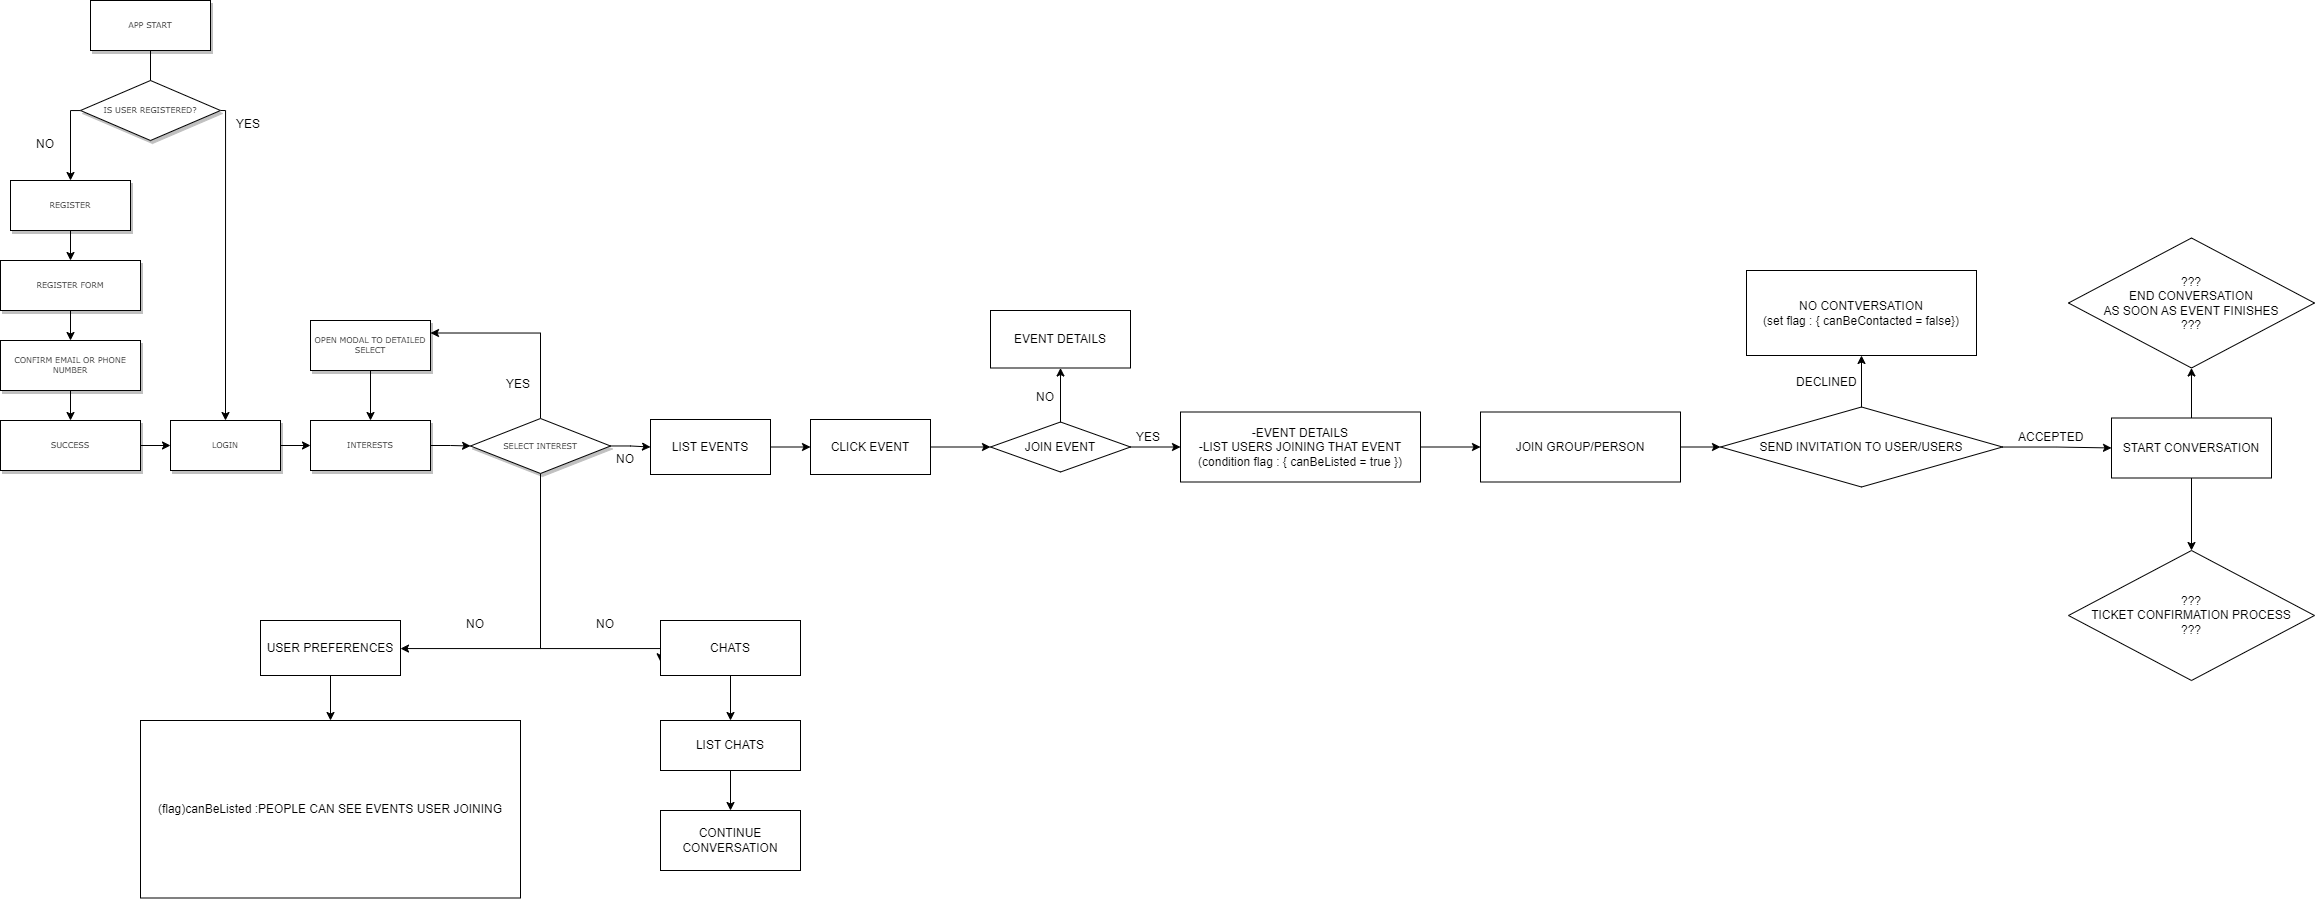 APP START
IS USER REGISTERED?
YES
NO
REGISTER
REGISTER FORM
CONFIRM EMAIL OR PHONE
NUMBER
SUCCESS
LOGIN
OPEN MODAL TO DETAILED
SELECT
INTERESTS
YES
SELECT INTEREST
NO
LIST EVENTS
CLICK EVENT
EVENT DETAILS
NO
JOIN EVENT
YES
-EVENT DETAILS
-LIST USERS JOINING THAT EVENT
(condition flag : { canBeListed = true })
JOIN GROUP/PERSON
NO CONTVERSATION
(set flag : { canBeContacted = false})
DECLINED
SEND INVITATION TO USER/USERS
ACCEPTED
???
END CONVERSATION
AS SOON AS EVENT FINISHES
???
START CONVERSATION
???
TICKET CONFIRMATION PROCESS
???
NO
NO
USER PREFERENCES
CHATS
(flag)canBeListed :PEOPLE CAN SEE EVENTS USER JOINING
LIST CHATS
CONTINUE
CONVERSATION